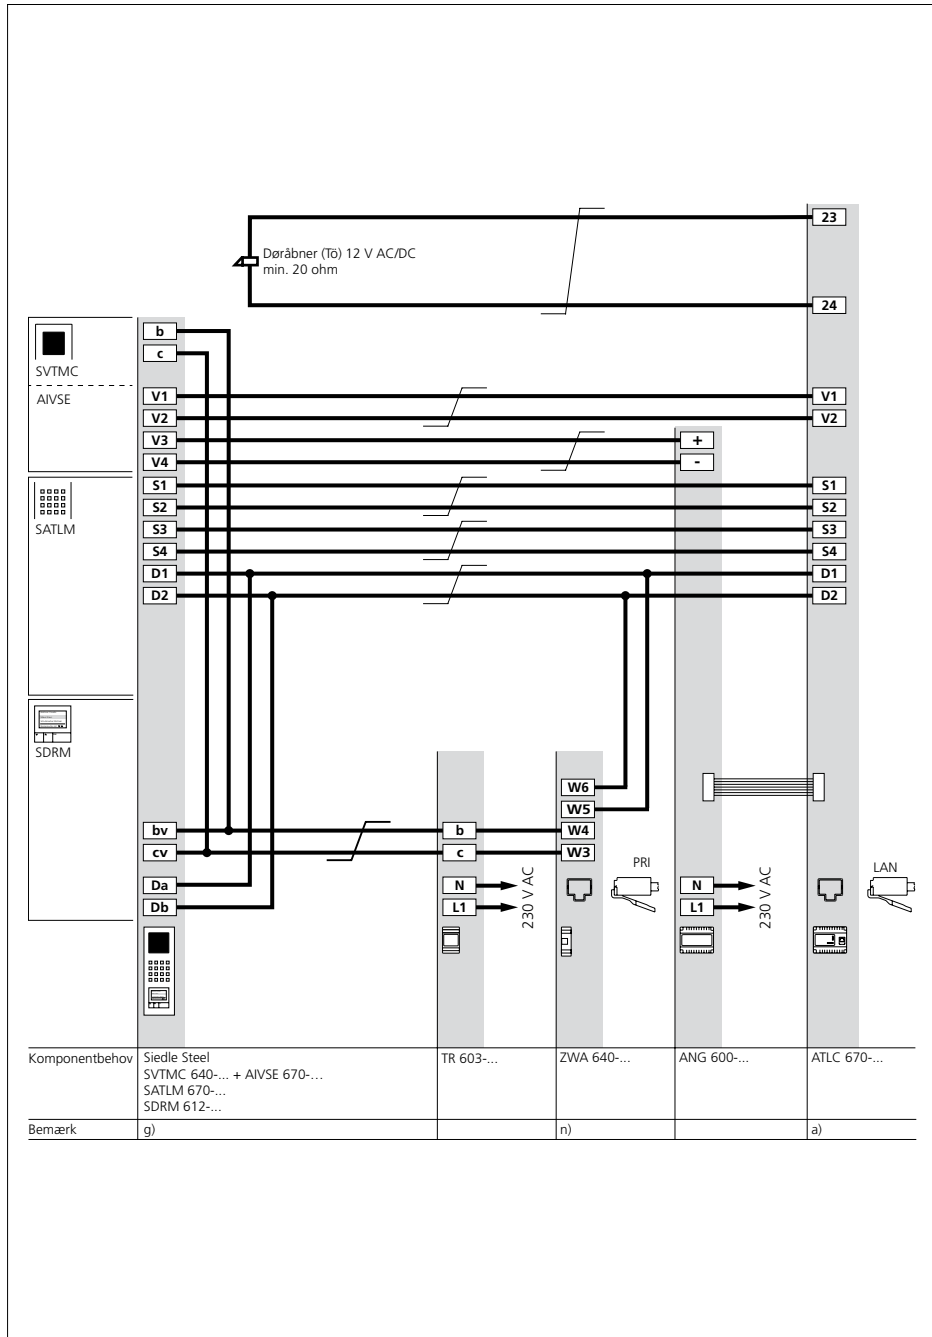 23
Døråbner (Tö) 12 V AC/DC
min. 20 ohm
24
b
c
SVTMC
AIVSE
V1
V1
V2
V2
V3
+
V4
-
S1
S1
SATLM
S2
S2
S3
S3
S4
S4
D1
D1
D2
D2
SDRM
W6
W5
bv
b
W4
cv
c
W3
PRI
LAN
Da
N
230 V AC
N
230 V AC
Db
L1
L1
Komponentbehov
Siedle Steel
SVTMC 640-... + AIVSE 670-...
SATLM 670-...
SDRM 612-...
TR 603-...
ZWA 640-...
ANG 600-...
ATLC 670-...
Bemærk
g)
n)
a)